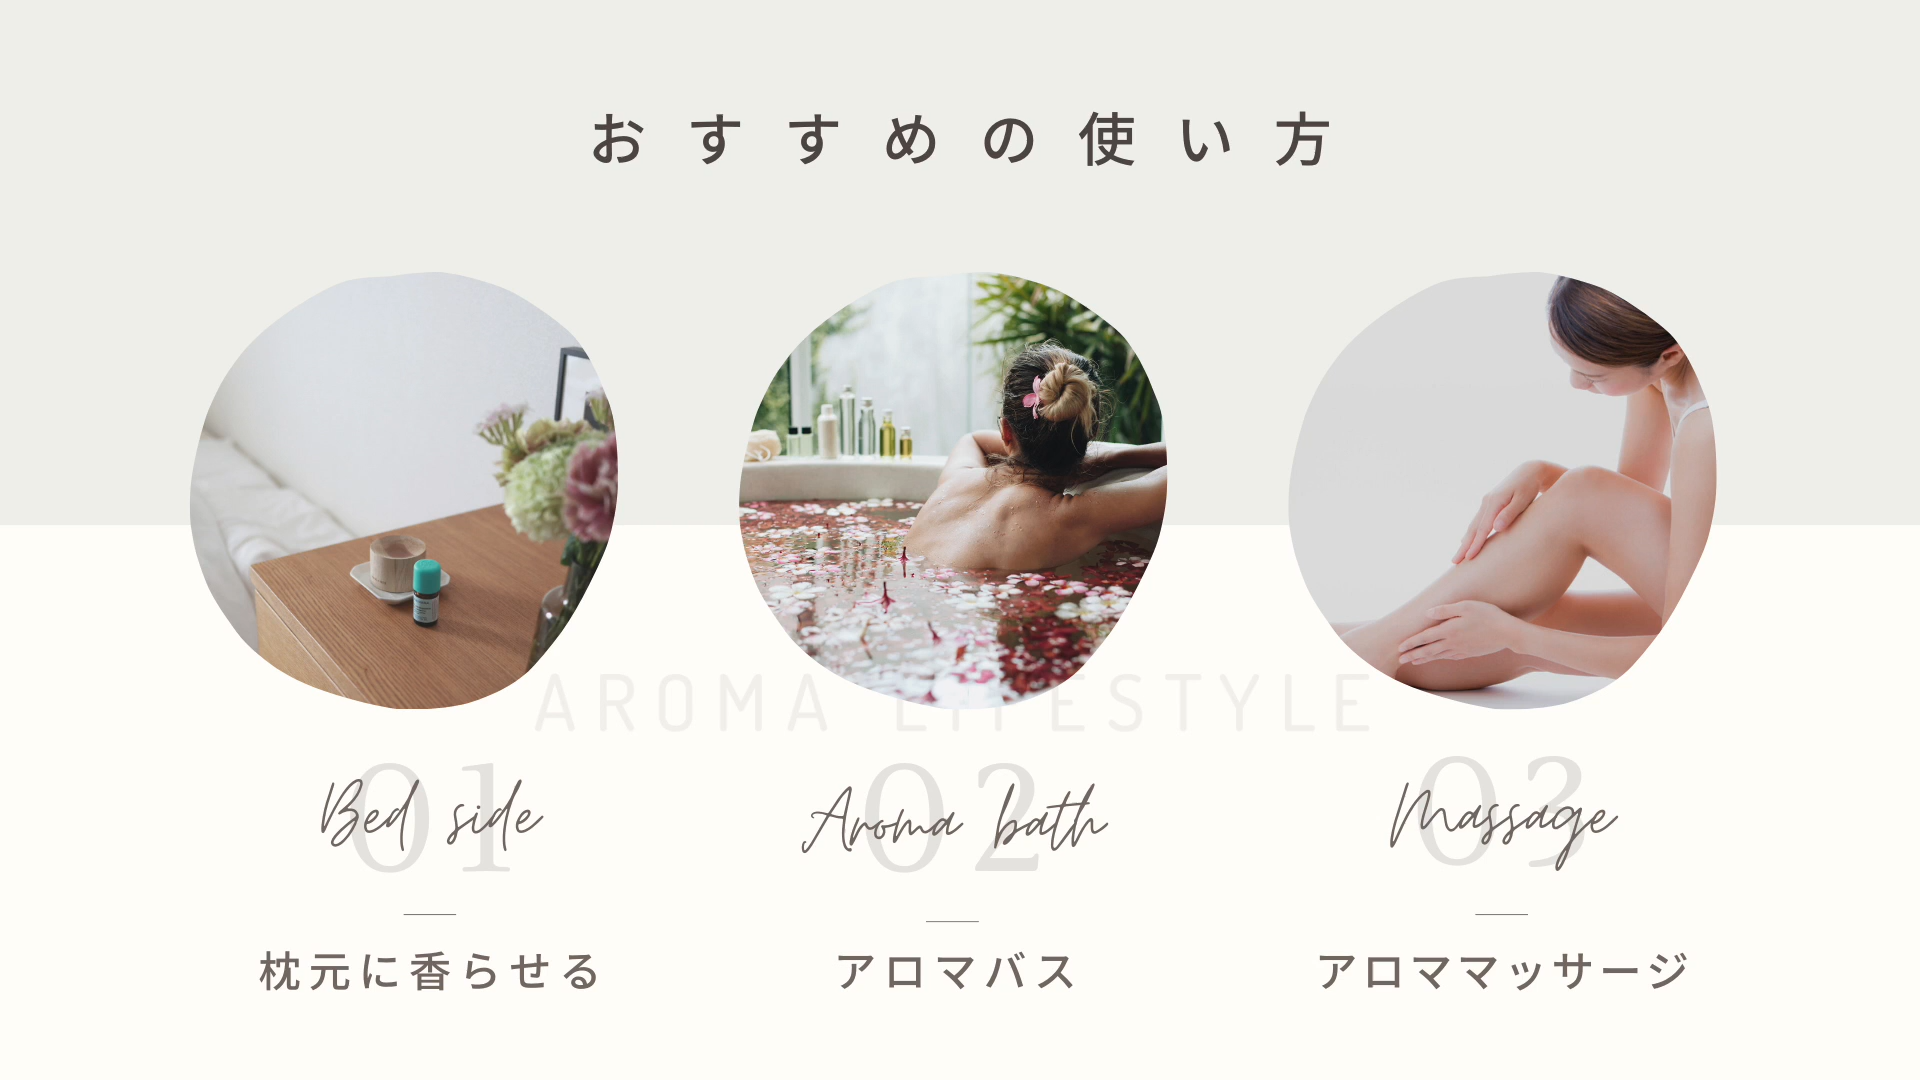 おすすめの使い方
AROMA LIFESTYLE
01
Bed side
枕元に香らせる
02
Aroma bath
アロマバス
03
Massage
アロママッサージ